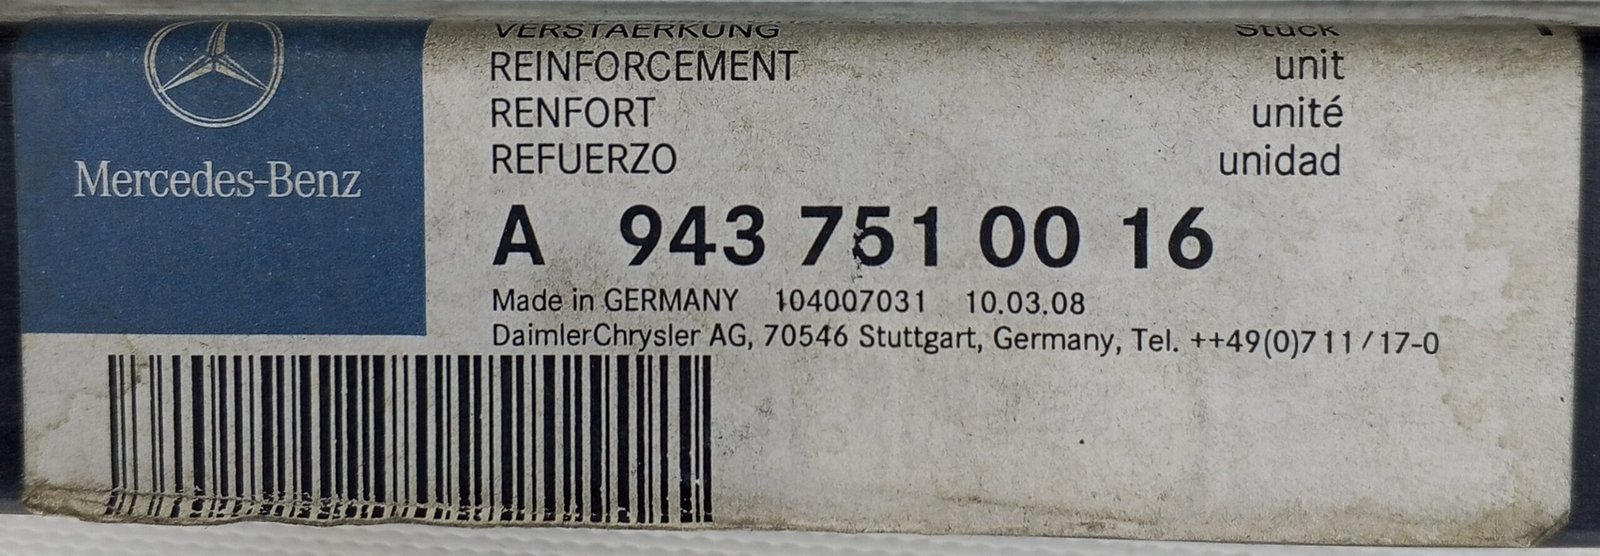 Mercedes-Benz
VERSTAERKUNG Stück
REINFORCEMENT unit
RENFORT unité
REFUERZO unidad
A 943 751 00 16
Made in GERMANY 104007031 10.03.08
DaimlerChrysler AG, 70546 Stuttgart, Germany, Tel. ++49(0)711/17-0